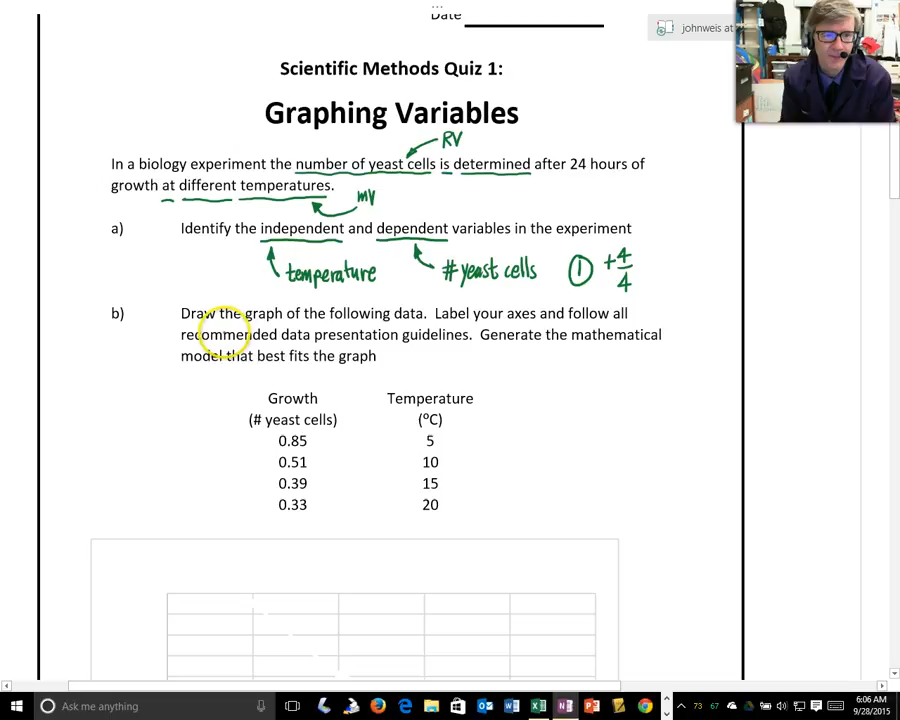 Date
johnweis at
Scientific Methods Quiz 1:
Graphing Variables
RV
In a biology experiment the number of yeast cells is determined after 24 hours of
growth at different temperatures.
mV
a) Identify the independent and dependent variables in the experiment
temperature # yeast cells ① +4/4
b) Draw the graph of the following data. Label your axes and follow all
recommended data presentation guidelines. Generate the mathematical
model that best fits the graph
Growth Temperature
(# yeast cells) (°C)
0.85 5
0.51 10
0.39 15
0.33 20
Ask me anything
73 67
6:06 AM
9/28/2015